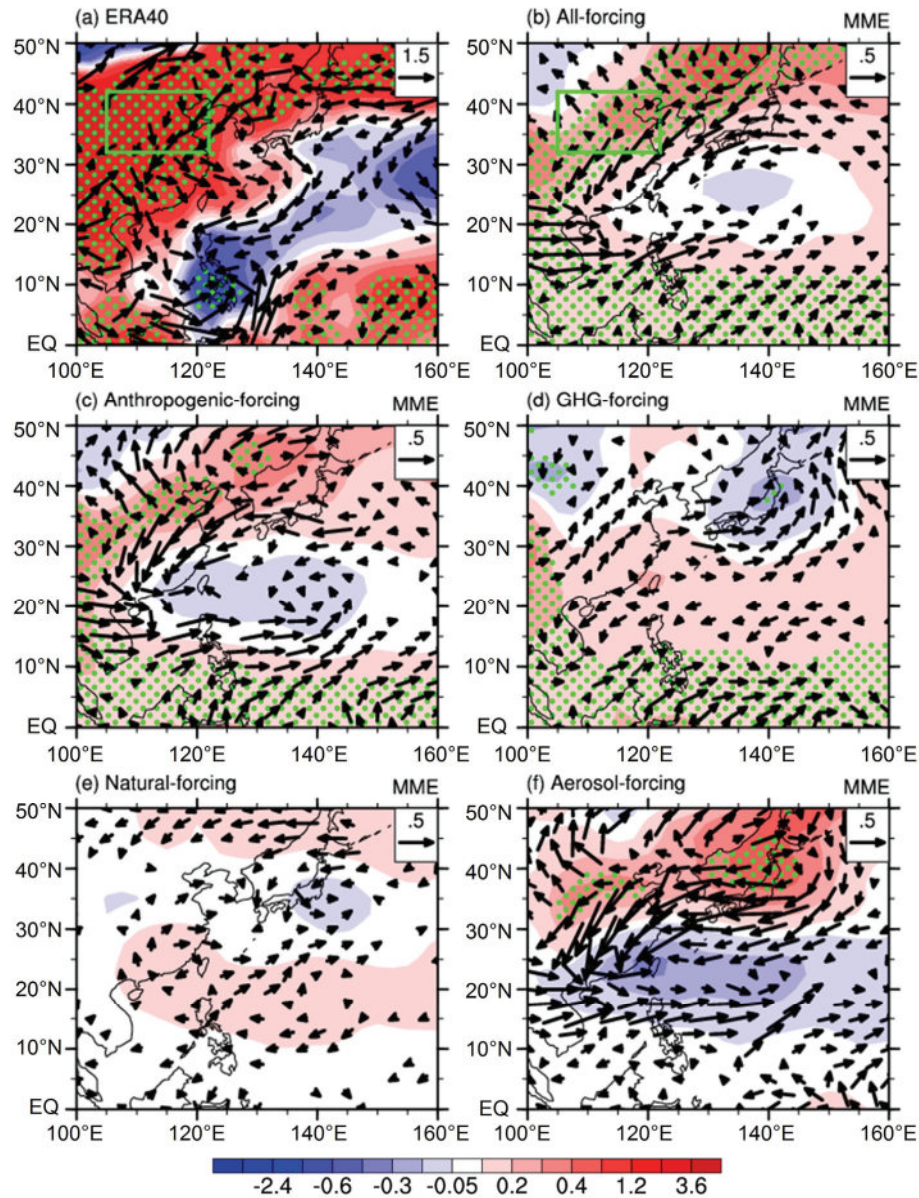 (a) ERA40
1.5
50°N
40°N
30°N
20°N
10°N
EQ
100°E 120°E 140°E 160°E
(b) All-forcing MME
.5
50°N
40°N
30°N
20°N
10°N
EQ
100°E 120°E 140°E 160°E
(c) Anthropogenic-forcing MME
.5
50°N
40°N
30°N
20°N
10°N
EQ
100°E 120°E 140°E 160°E
(d) GHG-forcing MME
.5
50°N
40°N
30°N
20°N
10°N
EQ
100°E 120°E 140°E 160°E
(e) Natural-forcing MME
.5
50°N
40°N
30°N
20°N
10°N
EQ
100°E 120°E 140°E 160°E
(f) Aerosol-forcing MME
.5
50°N
40°N
30°N
20°N
10°N
EQ
100°E 120°E 140°E 160°E
-2.4 -0.6 -0.3 -0.05 0.2 0.4 1.2 3.6